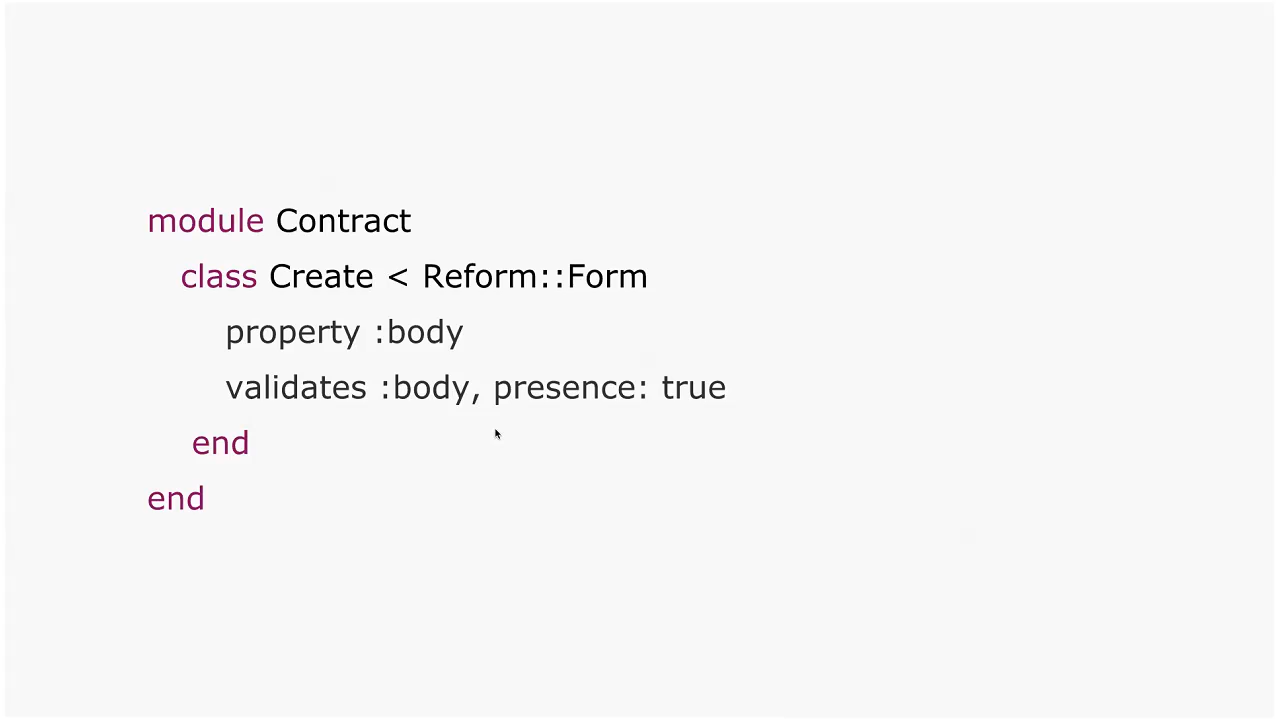 module Contract
class Create < Reform::Form
property :body
validates :body, presence: true
end
end